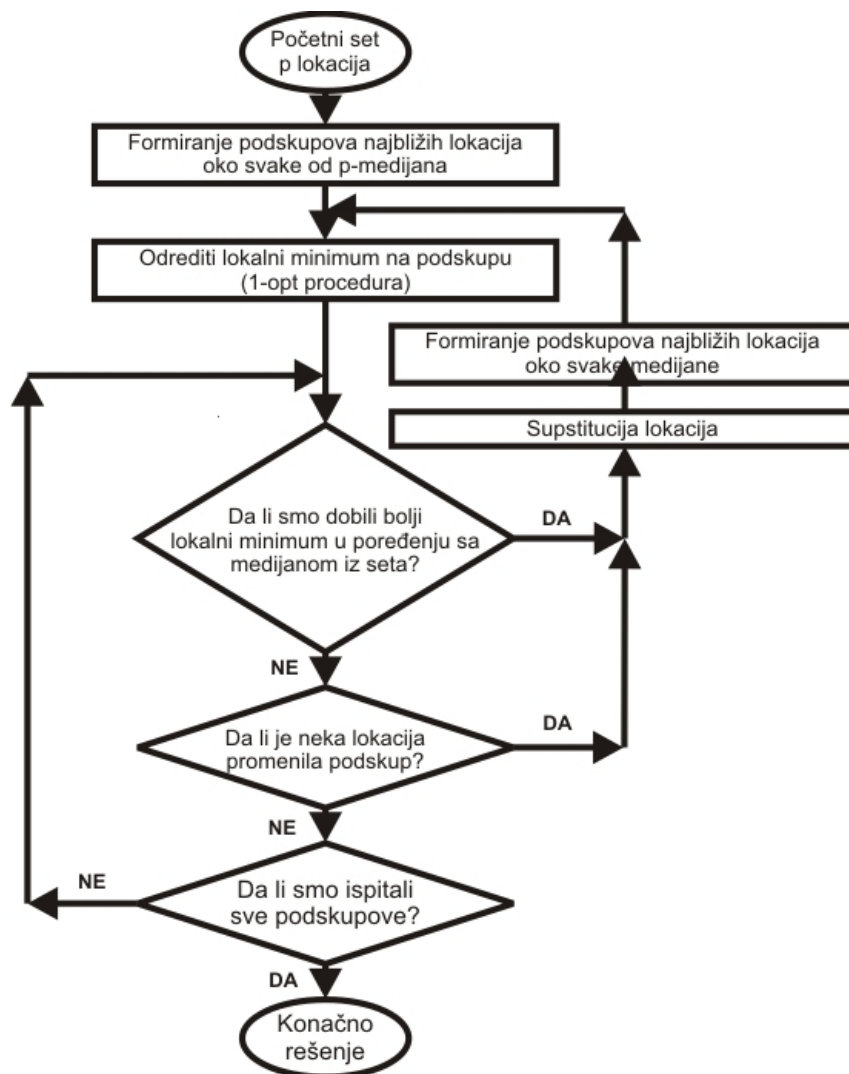 Početni set
p lokacija
Formiranje podskupova najbližih lokacija
oko svake od p-medijana
Odrediti lokalni minimum na podskupu
(1-opt procedura)
Formiranje podskupova najbližih lokacija
oko svake medijane
Supstitucija lokacija
Da li smo dobili bolji
lokalni minimum u poređenju sa
medijanom iz seta?
DA
NE
Da li je neka lokacija
promenila podskup?
DA
NE
Da li smo ispitali
sve podskupove?
NE
DA
Konačno
rešenje